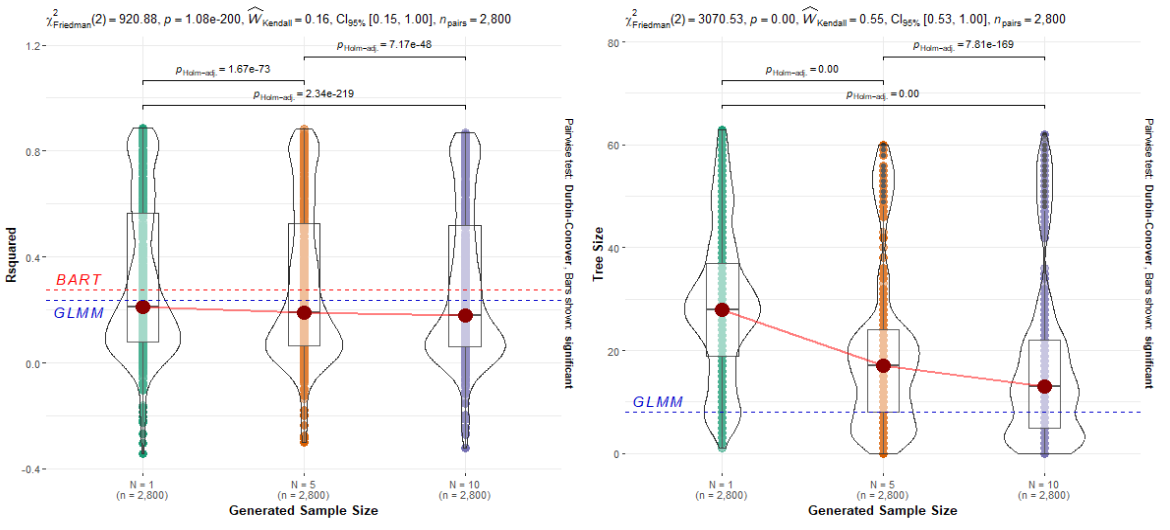 χ²Friedman(2) = 920.88, p = 1.08e-200, ŴKendall = 0.16, CI95% [0.15, 1.00], npairs = 2,800
1.2
0.8
0.4
0.0
-0.4
Rsquared
pHolm-adj. = 7.17e-48
pHolm-adj. = 1.67e-73
pHolm-adj. = 2.34e-219
BART
GLMM
N = 1
(n = 2,800)
N = 5
(n = 2,800)
N = 10
(n = 2,800)
Generated Sample Size
Pairwise test: Durbin-Conover, Bars shown: significant
χ²Friedman(2) = 3070.53, p = 0.00, ŴKendall = 0.55, CI95% [0.53, 1.00], npairs = 2,800
80
60
40
20
0
Tree Size
pHolm-adj. = 7.81e-169
pHolm-adj. = 0.00
pHolm-adj. = 0.00
GLMM
N = 1
(n = 2,800)
N = 5
(n = 2,800)
N = 10
(n = 2,800)
Generated Sample Size
Pairwise test: Durbin-Conover, Bars shown: significant